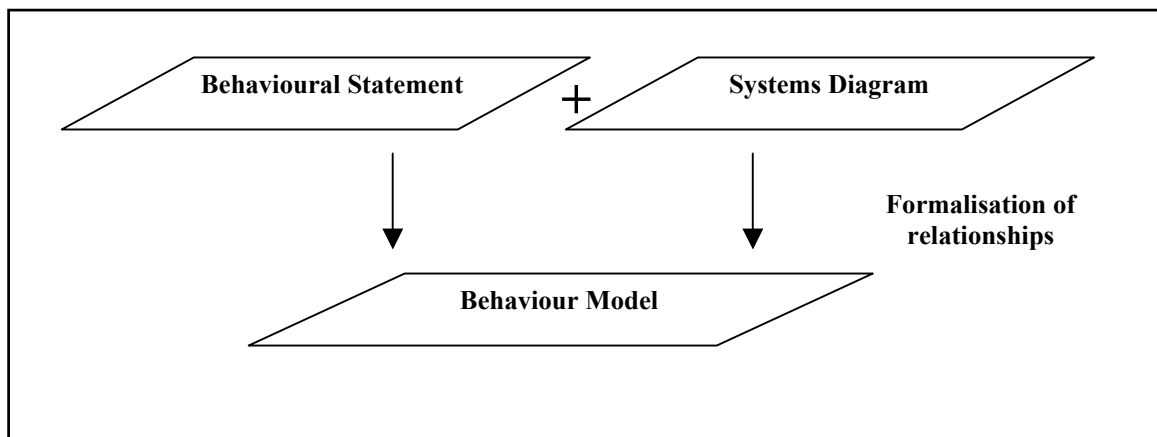 Behavioural Statement
+
Systems Diagram
Formalisation of
relationships
Behaviour Model